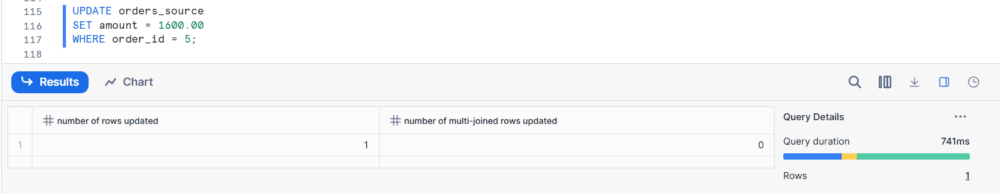 115 UPDATE orders_source
116 SET amount = 1600.00
117 WHERE order_id = 5;
118
Results Chart
number of rows updated number of multi-joined rows updated
1 1 0
Query Details
Query duration 741ms
Rows 1